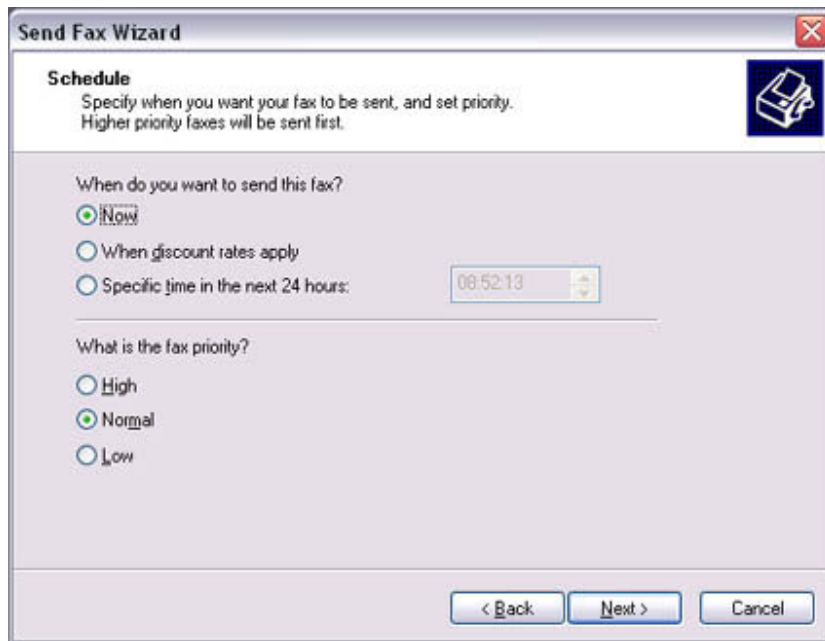 Send Fax Wizard
Schedule
Specify when you want your fax to be sent, and set priority.
Higher priority faxes will be sent first.
When do you want to send this fax?
Now
When discount rates apply
Specific time in the next 24 hours: 08:52:13
What is the fax priority?
High
Normal
Low
< Back Next > Cancel